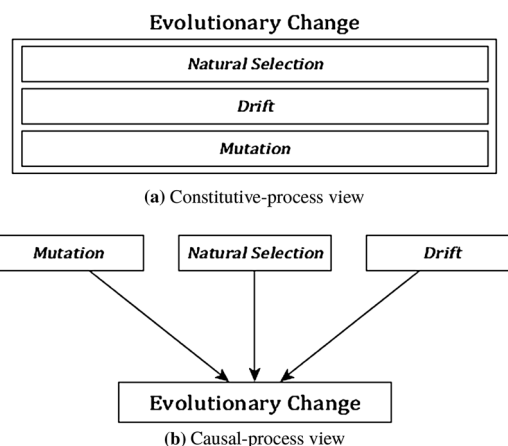 Evolutionary Change
Natural Selection
Drift
Mutation
(a) Constitutive-process view
Mutation Natural Selection Drift
Evolutionary Change
(b) Causal-process view